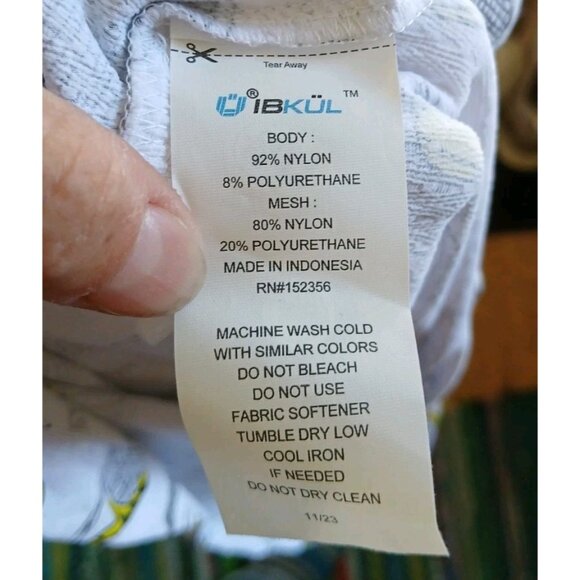 Tear Away
® IBKÜL ™
BODY :
92% NYLON
8% POLYURETHANE
MESH :
80% NYLON
20% POLYURETHANE
MADE IN INDONESIA
RN#152356
MACHINE WASH COLD
WITH SIMILAR COLORS
DO NOT BLEACH
DO NOT USE
FABRIC SOFTENER
TUMBLE DRY LOW
COOL IRON
IF NEEDED
DO NOT DRY CLEAN
11/23